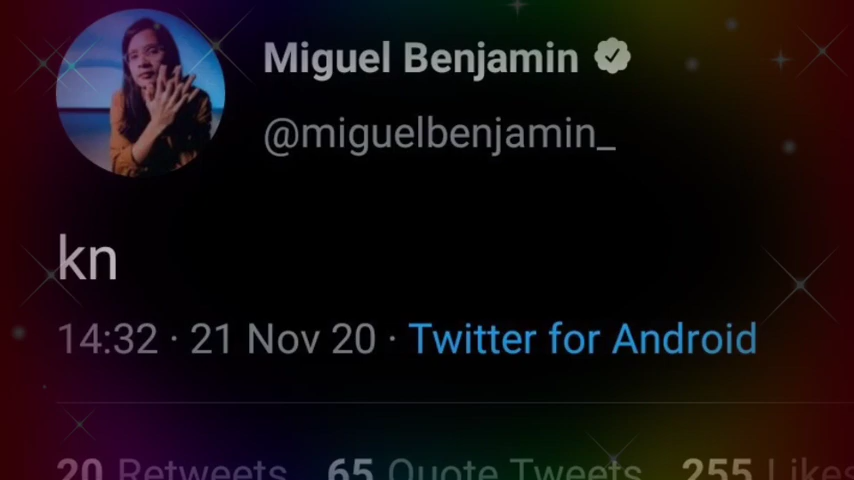 Miguel Benjamin
@miguelbenjamin_
kn
14:32 · 21 Nov 20 · Twitter for Android
20 Retweets 65 Quote Tweets 255 Likes